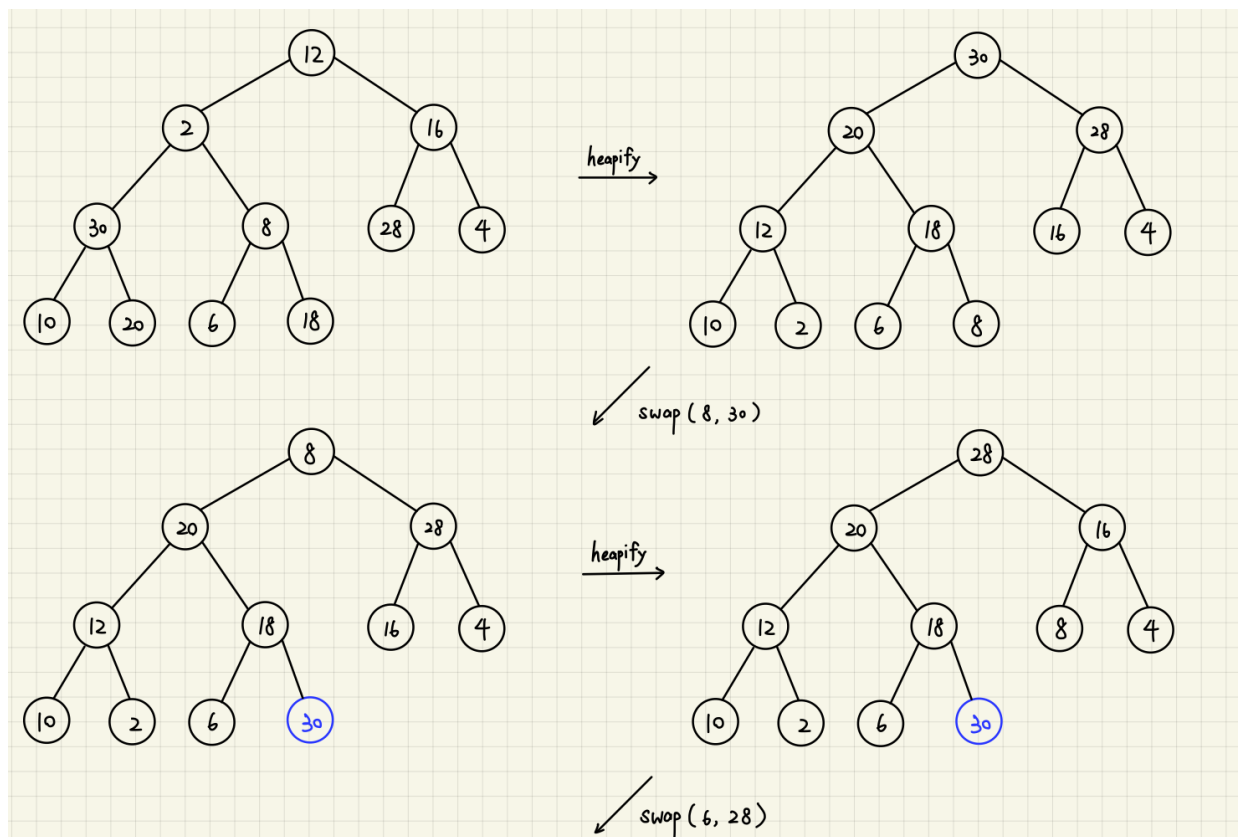 12 30
2 16 20 28
heapify
30 8 28 4 12 18 16 4
10 20 6 18 10 2 6 8
swap (8, 30)
8 28
20 28 20 16
heapify
12 18 16 4 12 18 8 4
10 2 6 30 10 2 6 30
swap (6, 28)